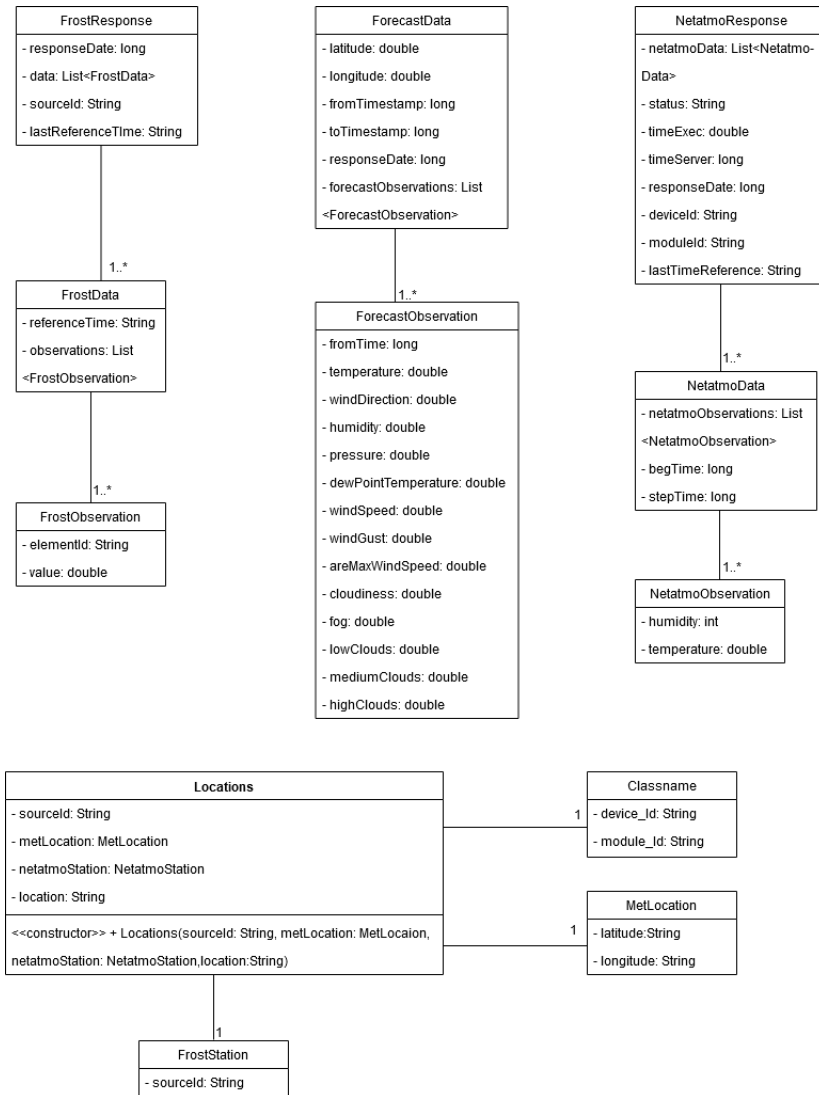 FrostResponse
- responseDate: long
- data: List<FrostData>
- sourceId: String
- lastReferenceTIme: String
1..*
FrostData
- referenceTime: String
- observations: List
<FrostObservation>
1..*
FrostObservation
- elementId: String
- value: double
ForecastData
- latitude: double
- longitude: double
- fromTimestamp: long
- toTimestamp: long
- responseDate: long
- forecastObservations: List
<ForecastObservation>
1..*
ForecastObservation
- fromTime: long
- temperature: double
- windDirection: double
- humidity: double
- pressure: double
- dewPointTemperature: double
- windSpeed: double
- windGust: double
- areMaxWindSpeed: double
- cloudiness: double
- fog: double
- lowClouds: double
- mediumClouds: double
- highClouds: double
NetatmoResponse
- netatmoData: List<Netatmo-
Data>
- status: String
- timeExec: double
- timeServer: long
- responseDate: long
- deviceId: String
- moduleId: String
- lastTimeReference: String
1..*
NetatmoData
- netatmoObservations: List
<NetatmoObservation>
- begTime: long
- stepTime: long
1..*
NetatmoObservation
- humidity: int
- temperature: double
Locations
- sourceId: String
- metLocation: MetLocation
- netatmoStation: NetatmoStation
- location: String
<<constructor>> + Locations(sourceId: String, metLocation: MetLocaion,
netatmoStation: NetatmoStation,location:String)
1
Classname
- device_Id: String
- module_Id: String
1
MetLocation
- latitude:String
- longitude: String
1
FrostStation
- sourceId: String